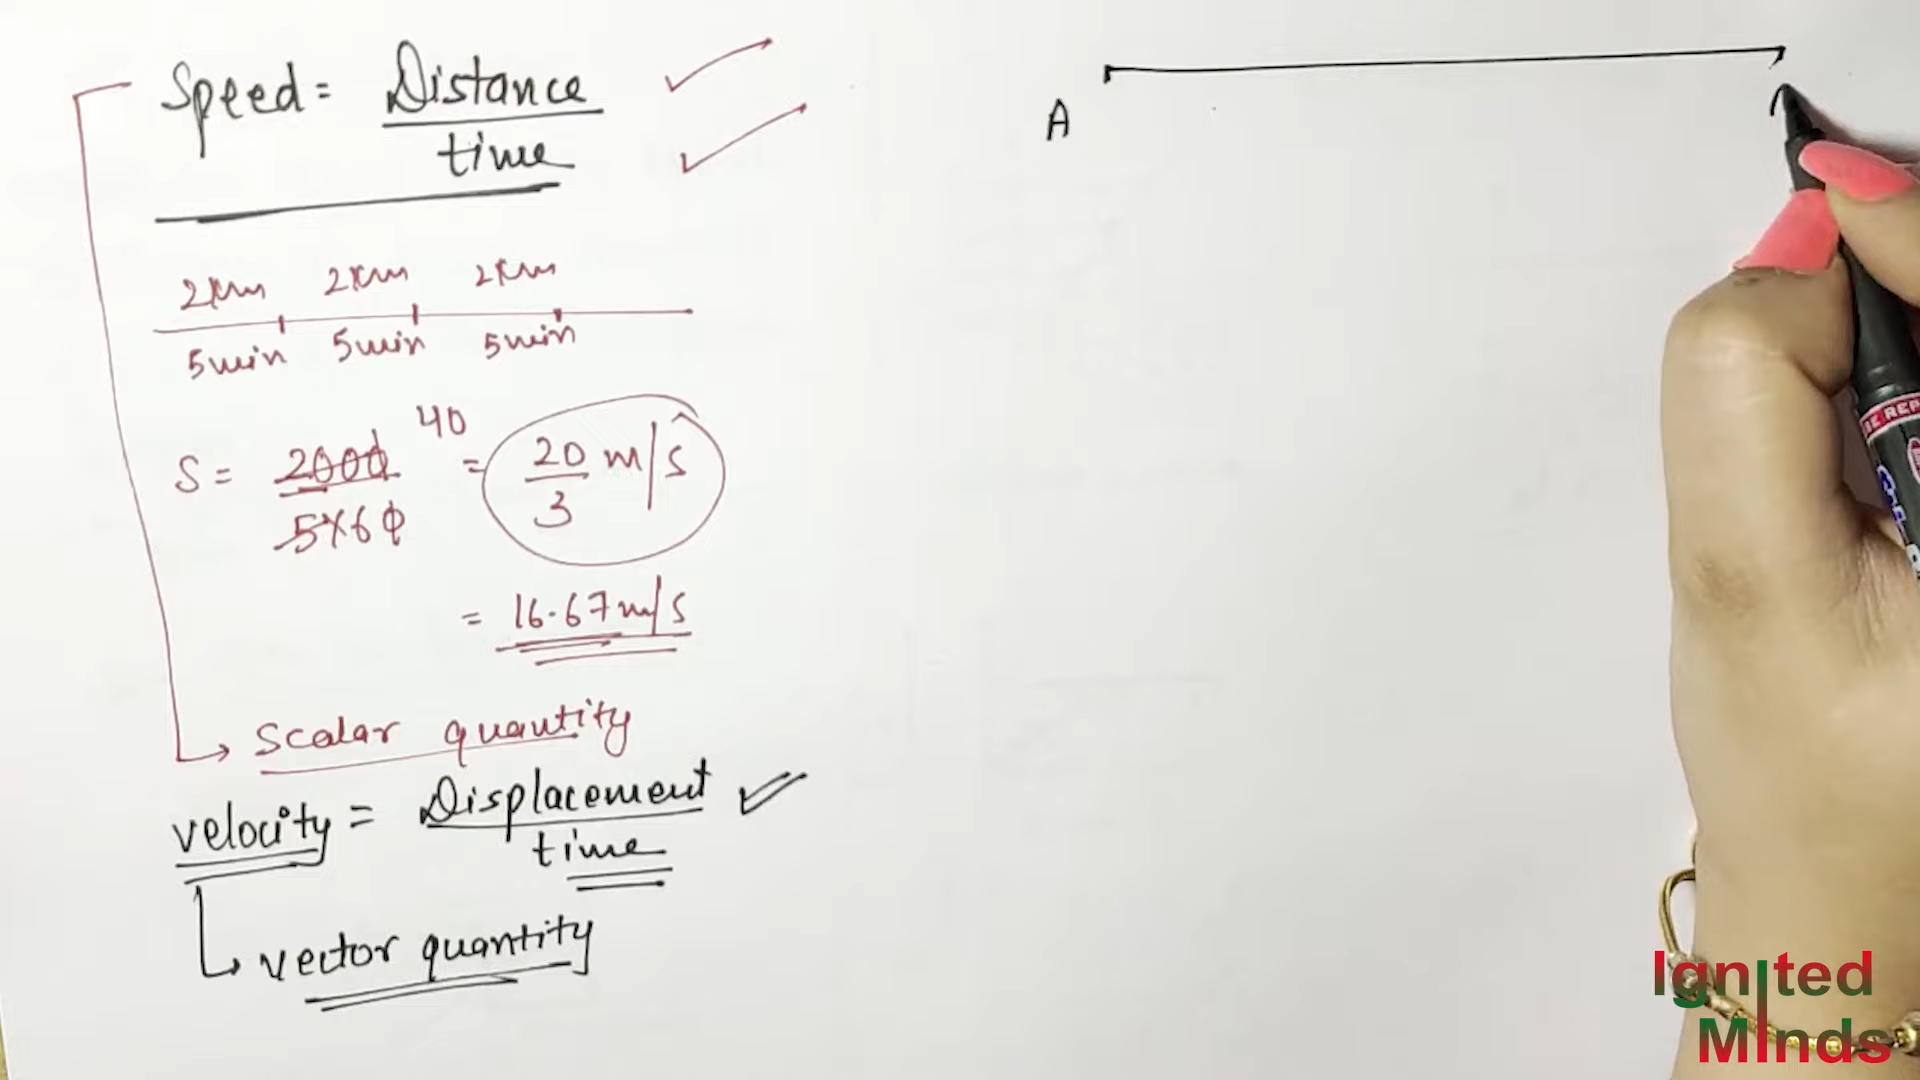 Speed = Distance
time
2Km 2Km 2Km
5min 5min 5min
S = 2000 40 = 20 m/s
5×60 3
= 16.67 m/s
Scalar quantity
velocity = Displacement
time
vector quantity
A
Ignited
Minds